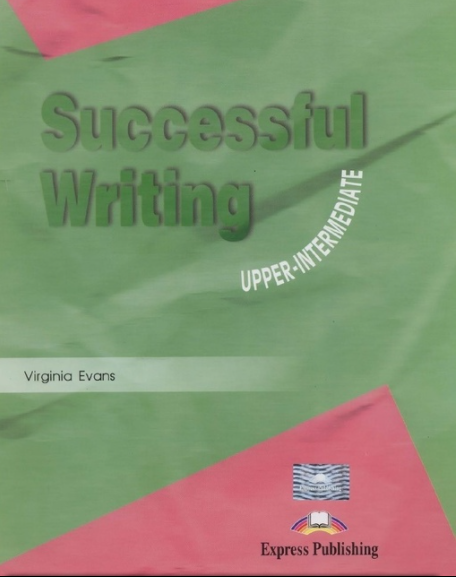 Successful
Writing
UPPER-INTERMEDIATE
Virginia Evans
Express Publishing